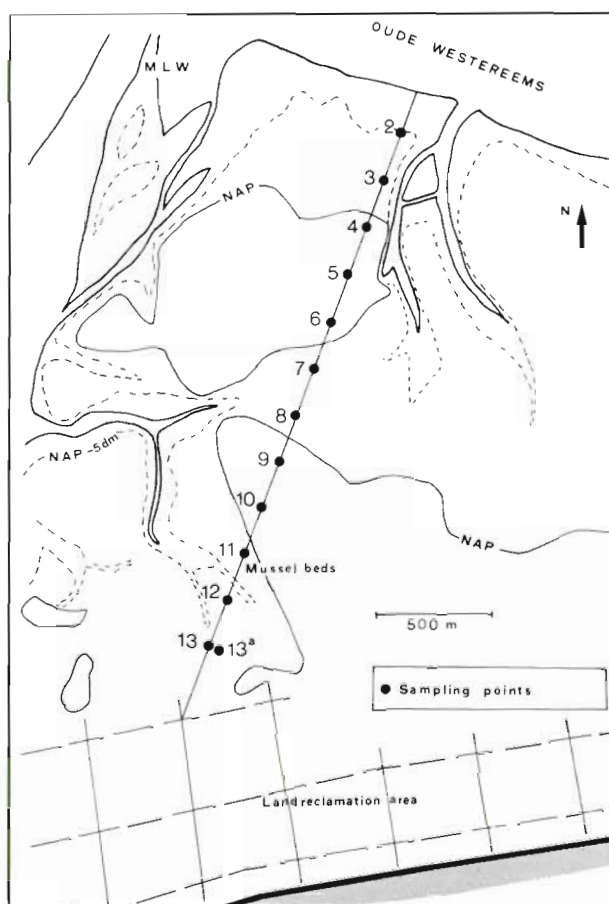 OUDE WESTEREEMS
MLW
2
3
NAP
N
4
5
6
7
8
NAP-5dm
9
10
NAP
11
Mussel beds
12
500 m
13
13a
Sampling points
Landreclamation area